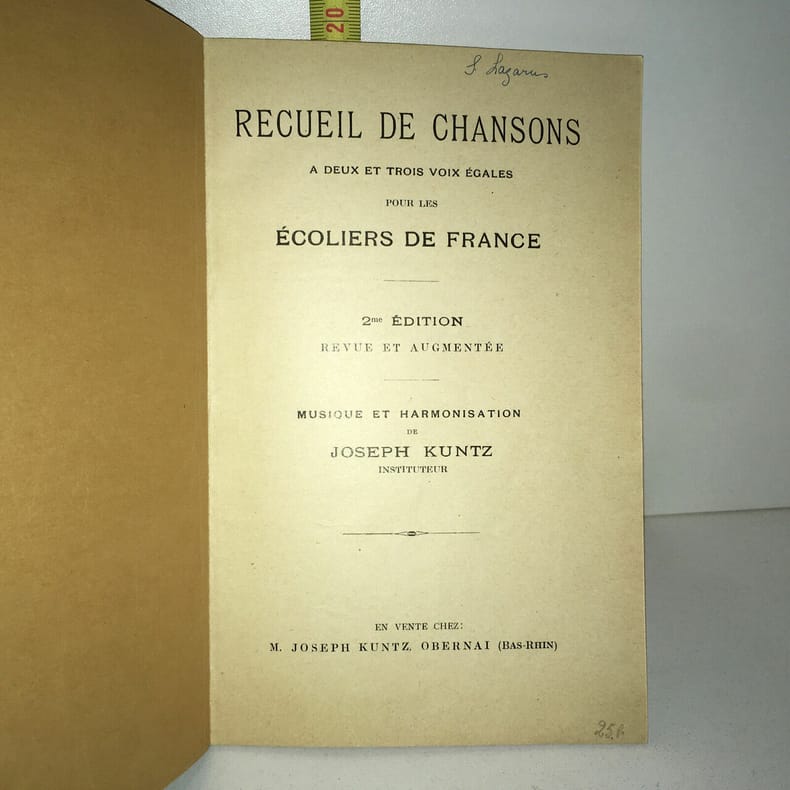 20
S. Lazarus
RECUEIL DE CHANSONS
A DEUX ET TROIS VOIX ÉGALES
POUR LES
ÉCOLIERS DE FRANCE
2me ÉDITION
REVUE ET AUGMENTÉE
MUSIQUE ET HARMONISATION
DE
JOSEPH KUNTZ
INSTITUTEUR
EN VENTE CHEZ:
M. JOSEPH KUNTZ, OBERNAI (BAS-RHIN)